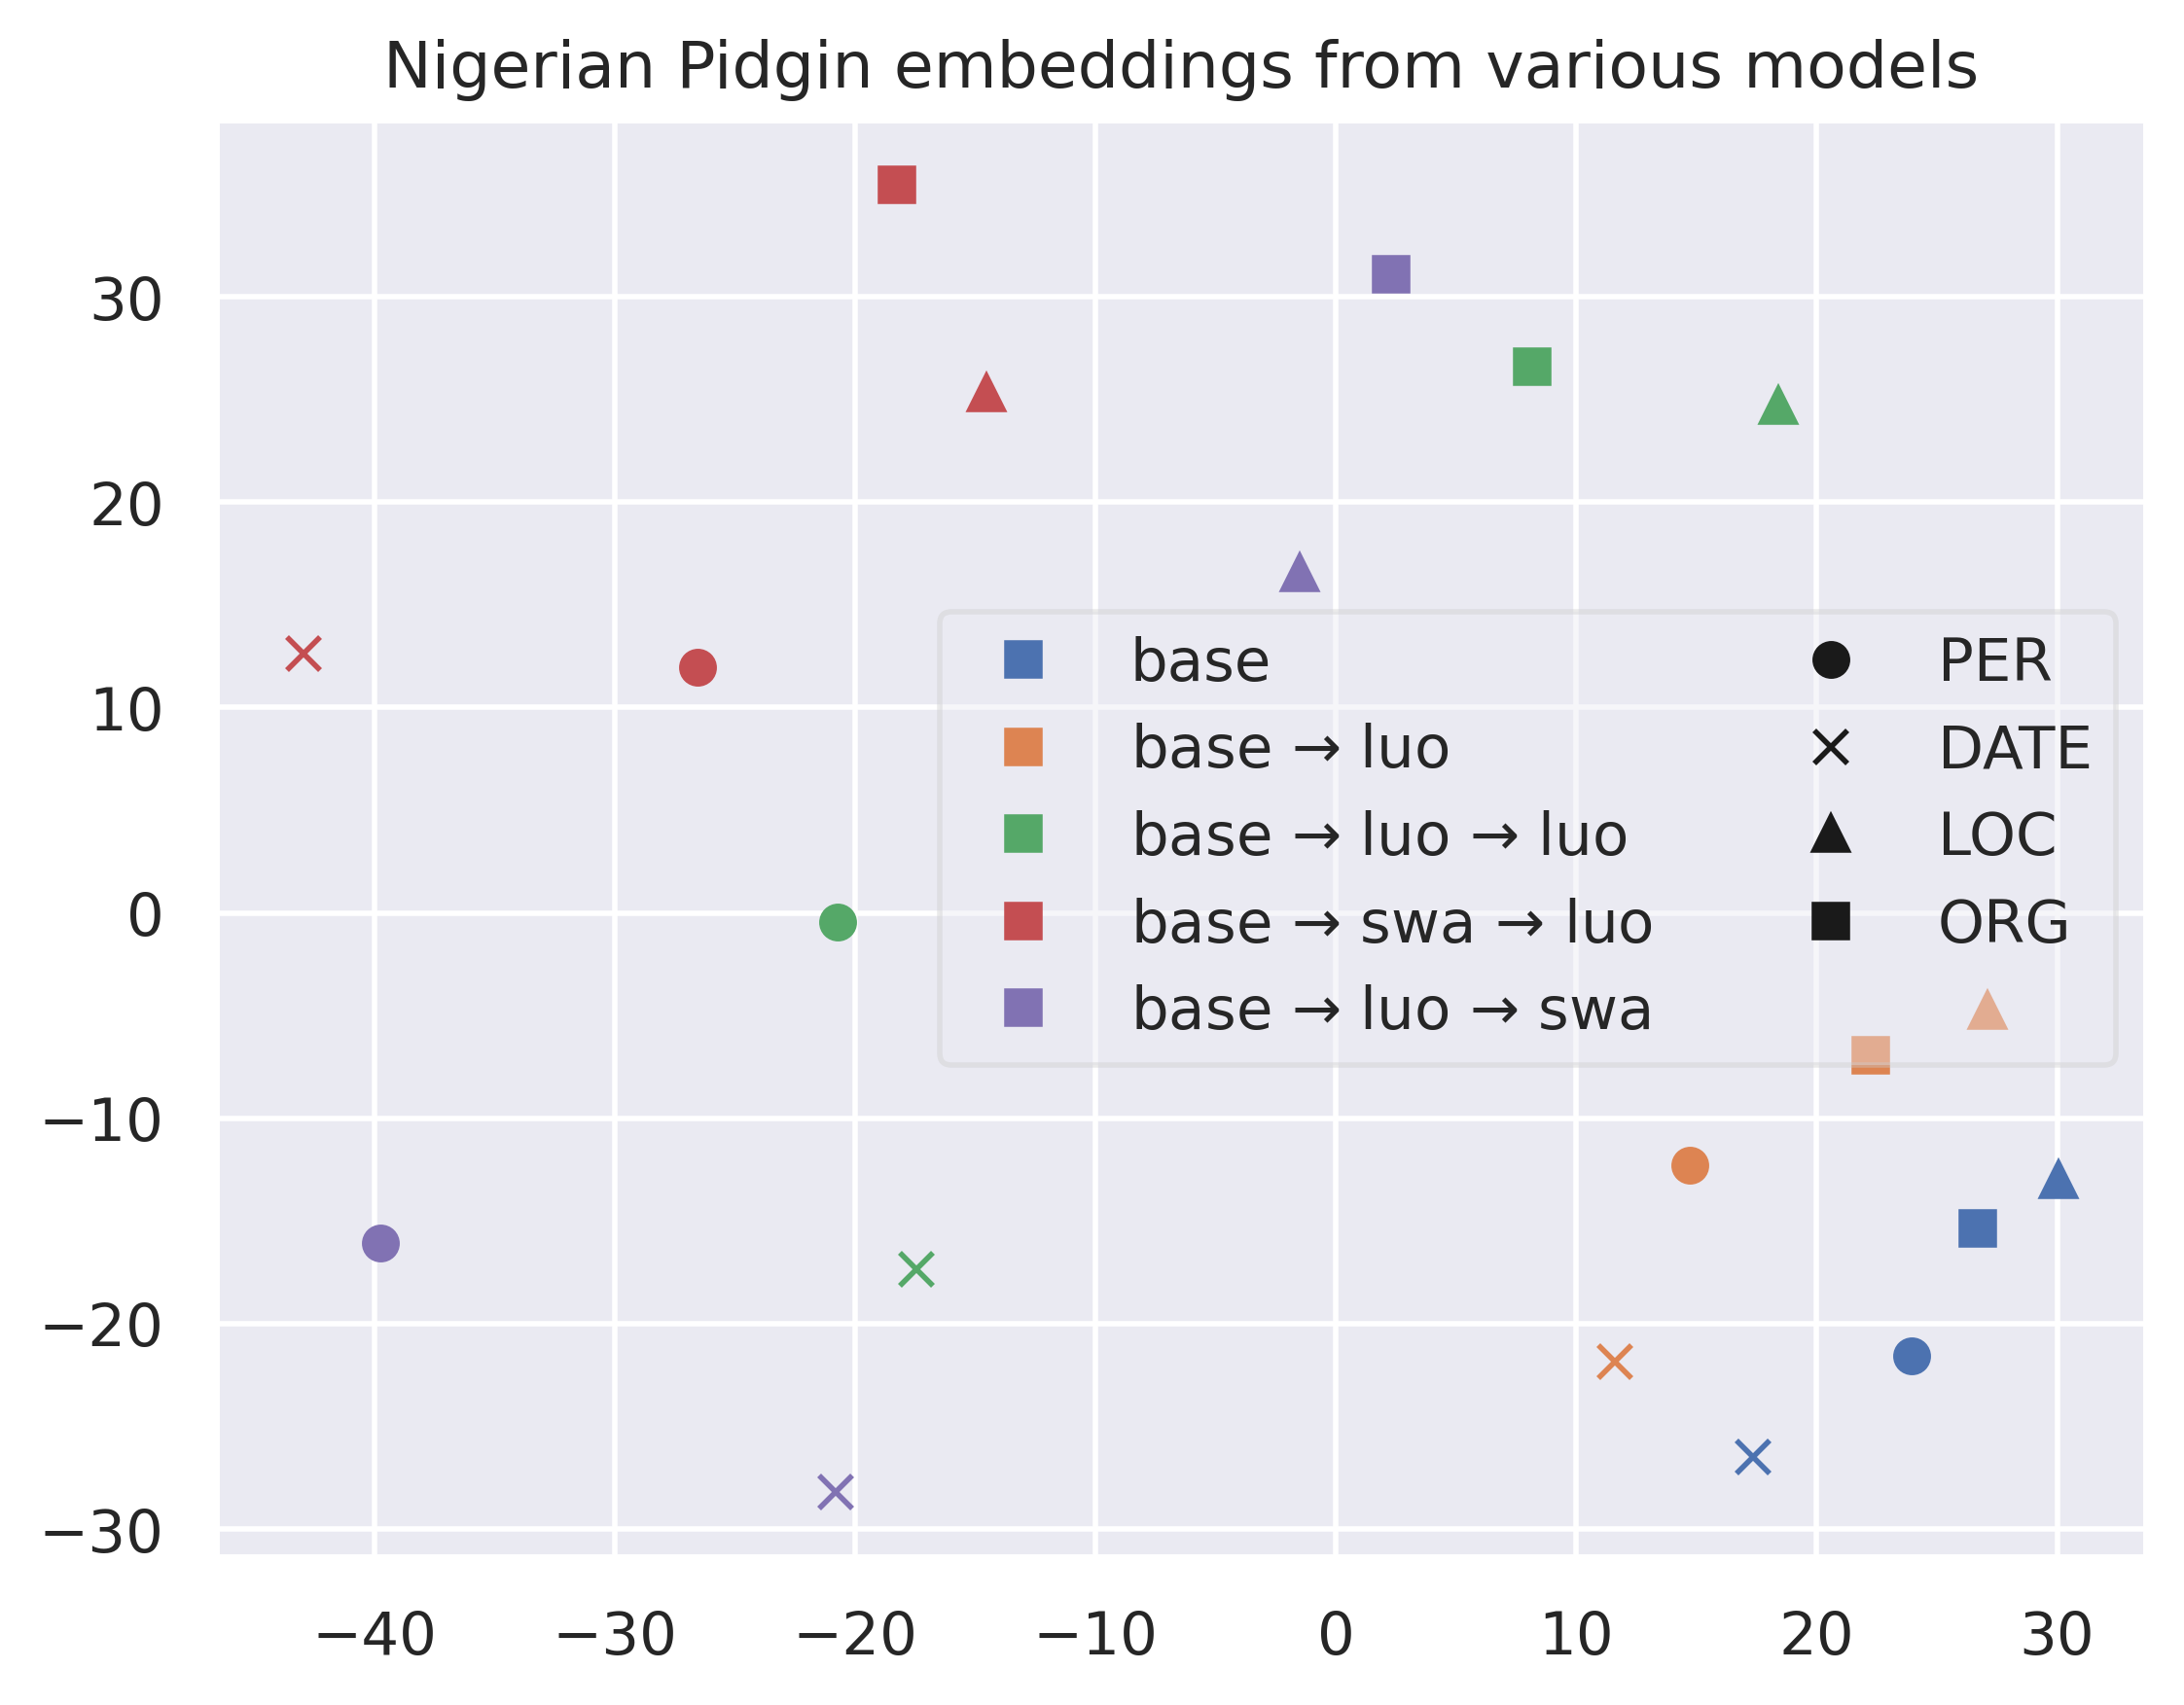 Nigerian Pidgin embeddings from various models
30
20
10
0
−10
−20
−30
−40 −30 −20 −10 0 10 20 30
base
base → luo
base → luo → luo
base → swa → luo
base → luo → swa
PER
DATE
LOC
ORG